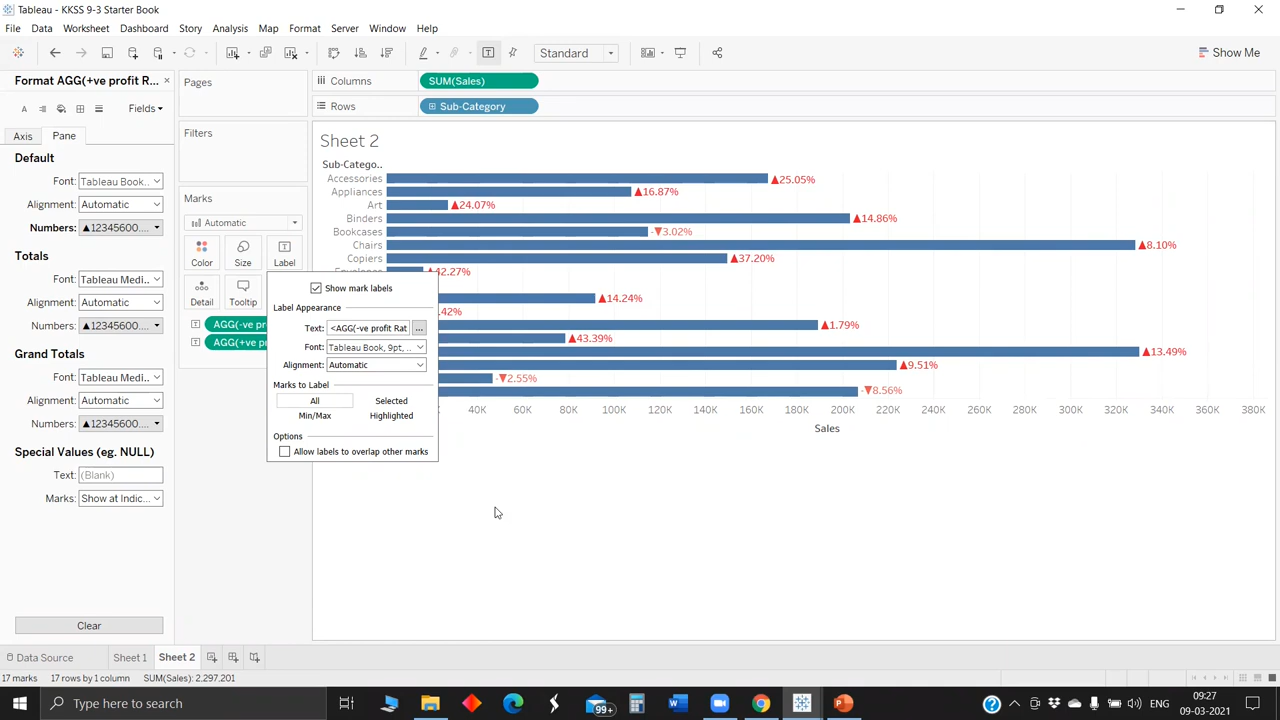 Tableau - KKSS 9-3 Starter Book
File Data Worksheet Dashboard Story Analysis Map Format Server Window Help
Standard
Show Me
Format AGG(+ve profit R... ×
Fields
Axis Pane
Default
Font: Tableau Book...
Alignment: Automatic
Numbers: ▲12345600....
Totals
Font: Tableau Medi...
Alignment: Automatic
Numbers: ▲12345600....
Grand Totals
Font: Tableau Medi...
Alignment: Automatic
Numbers: ▲12345600....
Special Values (eg. NULL)
Text: (Blank)
Marks: Show at Indic...
Clear
Pages
Filters
Marks
Automatic
Color Size Label
Detail Tooltip
AGG(-ve pr
AGG(+ve p
Show mark labels
Label Appearance
Text: <AGG(-ve profit Rat ...
Font: Tableau Book, 9pt, ..
Alignment: Automatic
Marks to Label
All Selected
Min/Max Highlighted
Options
Allow labels to overlap other marks
Columns SUM(Sales)
Rows Sub-Category
Sheet 2
Sub-Catego..
Accessories ▲25.05%
Appliances ▲16.87%
Art ▲24.07%
Binders ▲14.86%
Bookcases -▼3.02%
Chairs ▲8.10%
Copiers ▲37.20%
Envelopes ▲42.27%
▲14.24%
.42%
▲1.79%
▲43.39%
▲13.49%
▲9.51%
-▼2.55%
-▼8.56%
40K 60K 80K 100K 120K 140K 160K 180K 200K 220K 240K 260K 280K 300K 320K 340K 360K 380K
Sales
Data Source Sheet 1 Sheet 2
17 marks 17 rows by 1 column SUM(Sales): 2,297,201
Type here to search
99+
ENG
09:27
09-03-2021